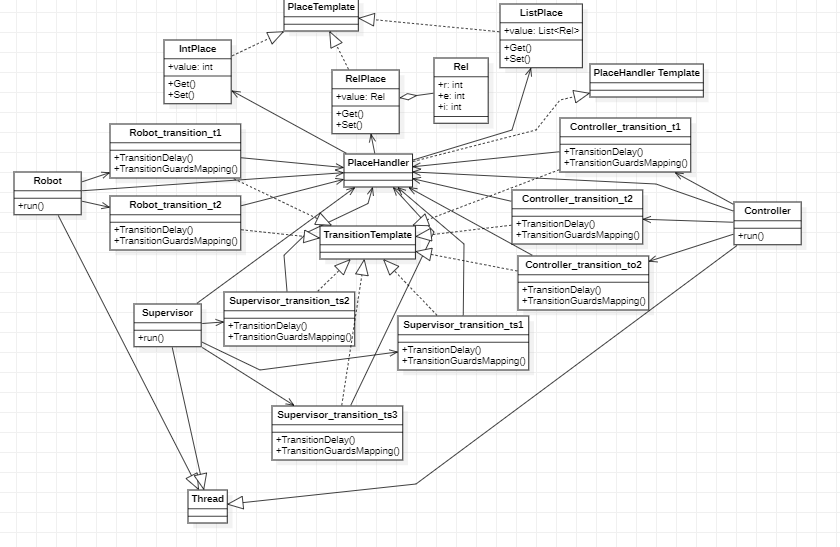 PlaceTemplate
ListPlace
+value: List<Rel>
+Get()
+Set()
IntPlace
+value: int
+Get()
+Set()
RelPlace
+value: Rel
+Get()
+Set()
Rel
+r: int
+e: int
+i: int
PlaceHandler Template
Robot_transition_t1
+TransitionDelay()
+TransitionGuardsMapping()
Controller_transition_t1
+TransitionDelay()
+TransitionGuardsMapping()
PlaceHandler
Robot
+run()
Robot_transition_t2
+TransitionDelay()
+TransitionGuardsMapping()
Controller_transition_t2
+TransitionDelay()
+TransitionGuardsMapping()
Controller
+run()
TransitionTemplate
Controller_transition_to2
+TransitionDelay()
+TransitionGuardsMapping()
Supervisor
+run()
Supervisor_transition_ts2
+TransitionDelay()
+TransitionGuardsMapping()
Supervisor_transition_ts1
+TransitionDelay()
+TransitionGuardsMapping()
Supervisor_transition_ts3
+TransitionDelay()
+TransitionGuardsMapping()
Thread